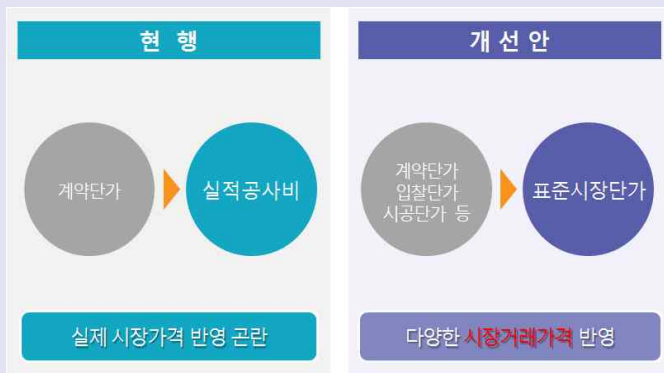 현 행
계약단가
실적공사비
실제 시장가격 반영 곤란
개 선 안
계약단가
입찰단가
시공단가 등
표준시장단가
다양한 시장거래가격 반영